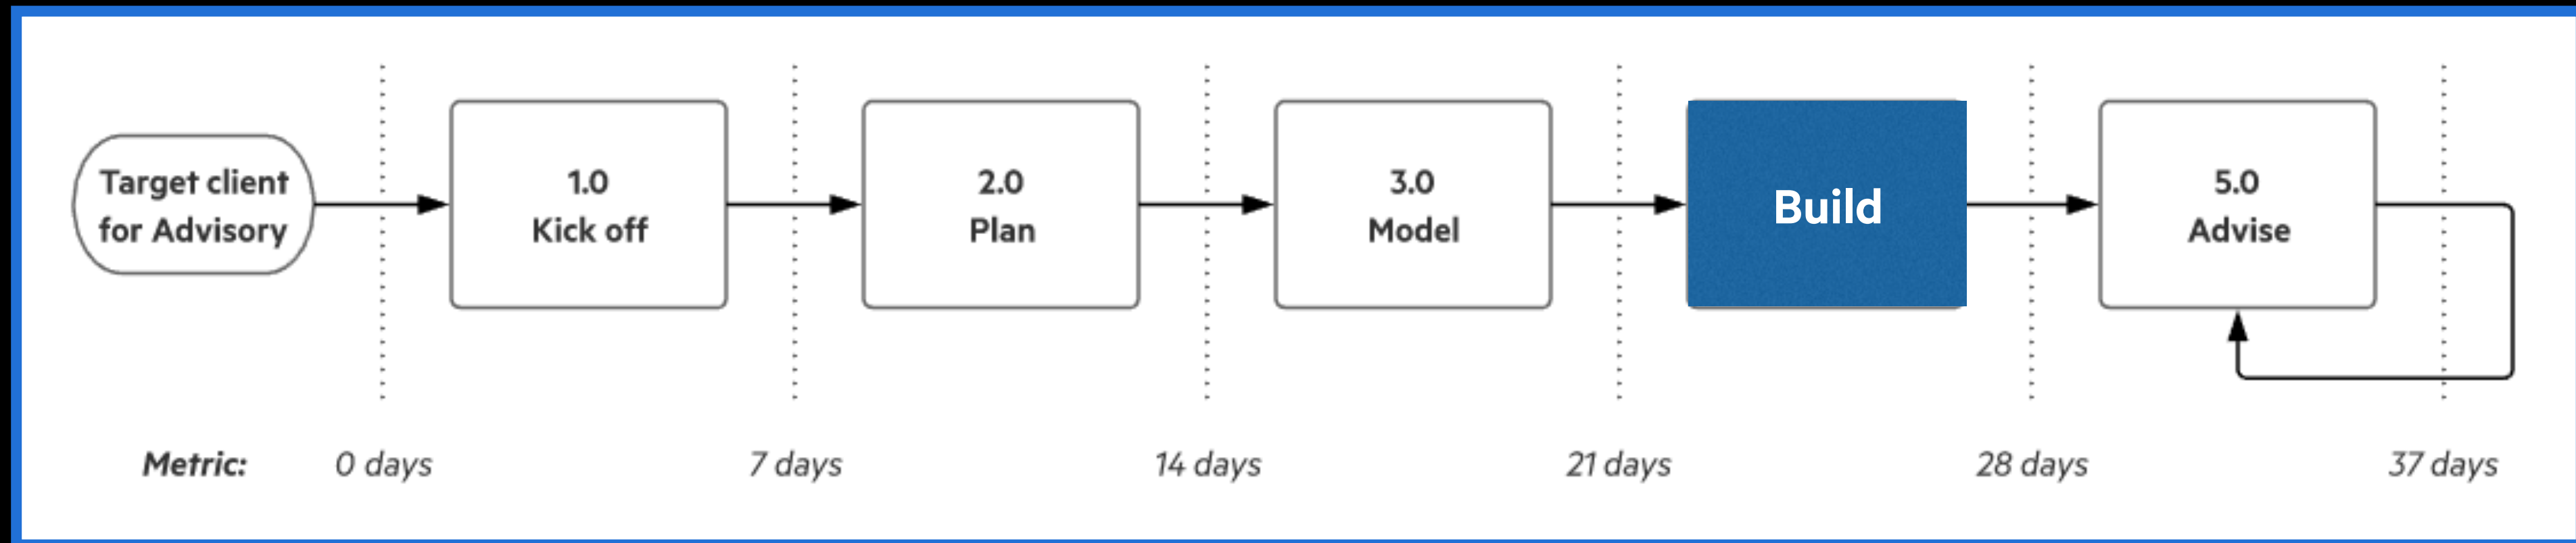 Target client
for Advisory
1.0
Kick off
2.0
Plan
3.0
Model
Build
5.0
Advise
Metric:
0 days
7 days
14 days
21 days
28 days
37 days